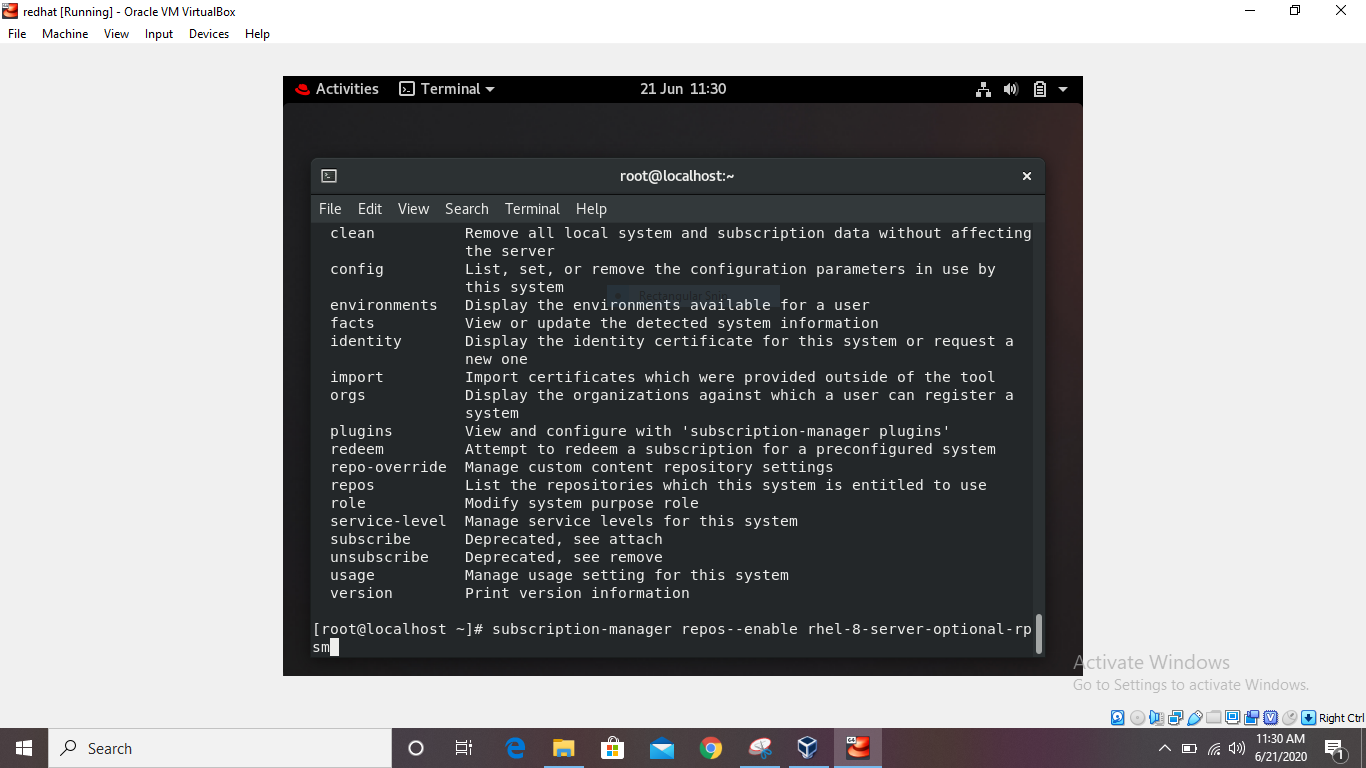 redhat [Running] - Oracle VM VirtualBox
File Machine View Input Devices Help
Activities Terminal 21 Jun 11:30
root@localhost:~
File Edit View Search Terminal Help
clean Remove all local system and subscription data without affecting
the server
config List, set, or remove the configuration parameters in use by
this system
Rectangular Snip
environments Display the environments available for a user
facts View or update the detected system information
identity Display the identity certificate for this system or request a
new one
import Import certificates which were provided outside of the tool
orgs Display the organizations against which a user can register a
system
plugins View and configure with 'subscription-manager plugins'
redeem Attempt to redeem a subscription for a preconfigured system
repo-override Manage custom content repository settings
repos List the repositories which this system is entitled to use
role Modify system purpose role
service-level Manage service levels for this system
subscribe Deprecated, see attach
unsubscribe Deprecated, see remove
usage Manage usage setting for this system
version Print version information
[root@localhost ~]# subscription-manager repos--enable rhel-8-server-optional-rp
sm
Activate Windows
Go to Settings to activate Windows.
Right Ctrl
Search
11:30 AM
6/21/2020
1